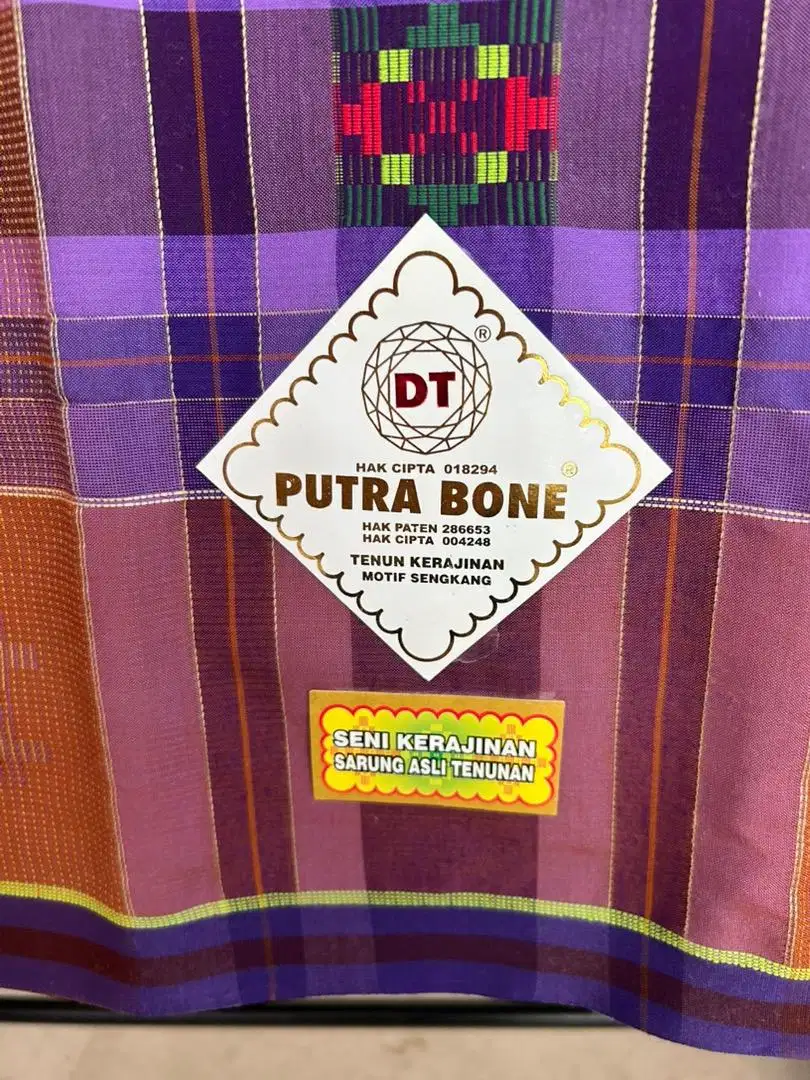 DT ®
HAK CIPTA 018294
PUTRA BONE ®
HAK PATEN 286653
HAK CIPTA 004248
TENUN KERAJINAN
MOTIF SENGKANG
SENI KERAJINAN
SARUNG ASLI TENUNAN